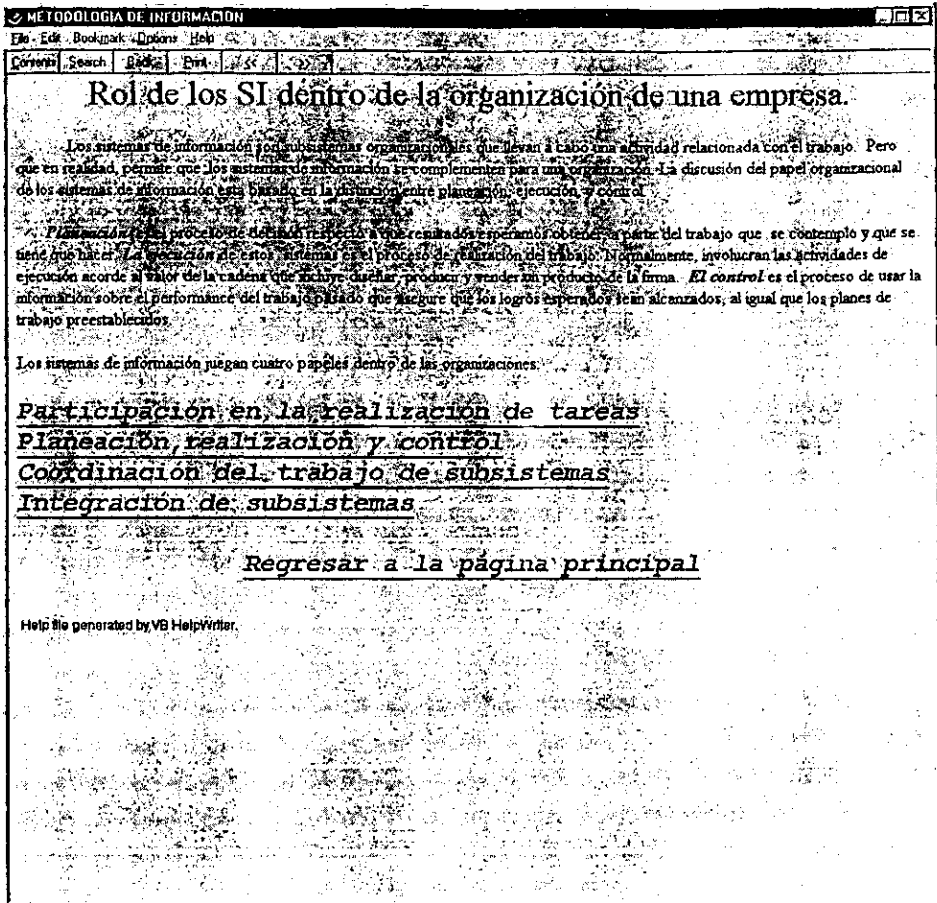 METODOLOGIA DE INFORMACION
File Edit Bookmark Options Help
Contents Search Back Print << >>
Rol de los SI dentro de la organización de una empresa.
Los sistemas de información son subsistemas organizacionales que llevan a cabo una actividad relacionada con el trabajo. Pero
que en realidad, permite que los sistemas de información se complementen para una organización. La discusión del papel organizacional
de los sistemas de información esta basado en la distinción entre planeación, ejecución, y control.
Planeación es el proceso de decisión respecto a que resultados esperamos obtener a partir del trabajo que se contemplo y que se
tiene que hacer. La ejecución de estos sistemas es el proceso de realización del trabajo. Normalmente, involucran las actividades de
ejecución acorde al valor de la cadena que incluye diseñar, producir y vender un producto de la firma. El control es el proceso de usar la
información sobre el performance del trabajo pasado que asegure que los logros esperados sean alcanzados, al igual que los planes de
trabajo preestablecidos.
Los sistemas de información juegan cuatro papeles dentro de las organizaciones:
Participación en la realización de tareas
Planeación, realización y control
Coordinación del trabajo de subsistemas
Integración de subsistemas
Regresar a la página principal
Help file generated by VB HelpWriter.